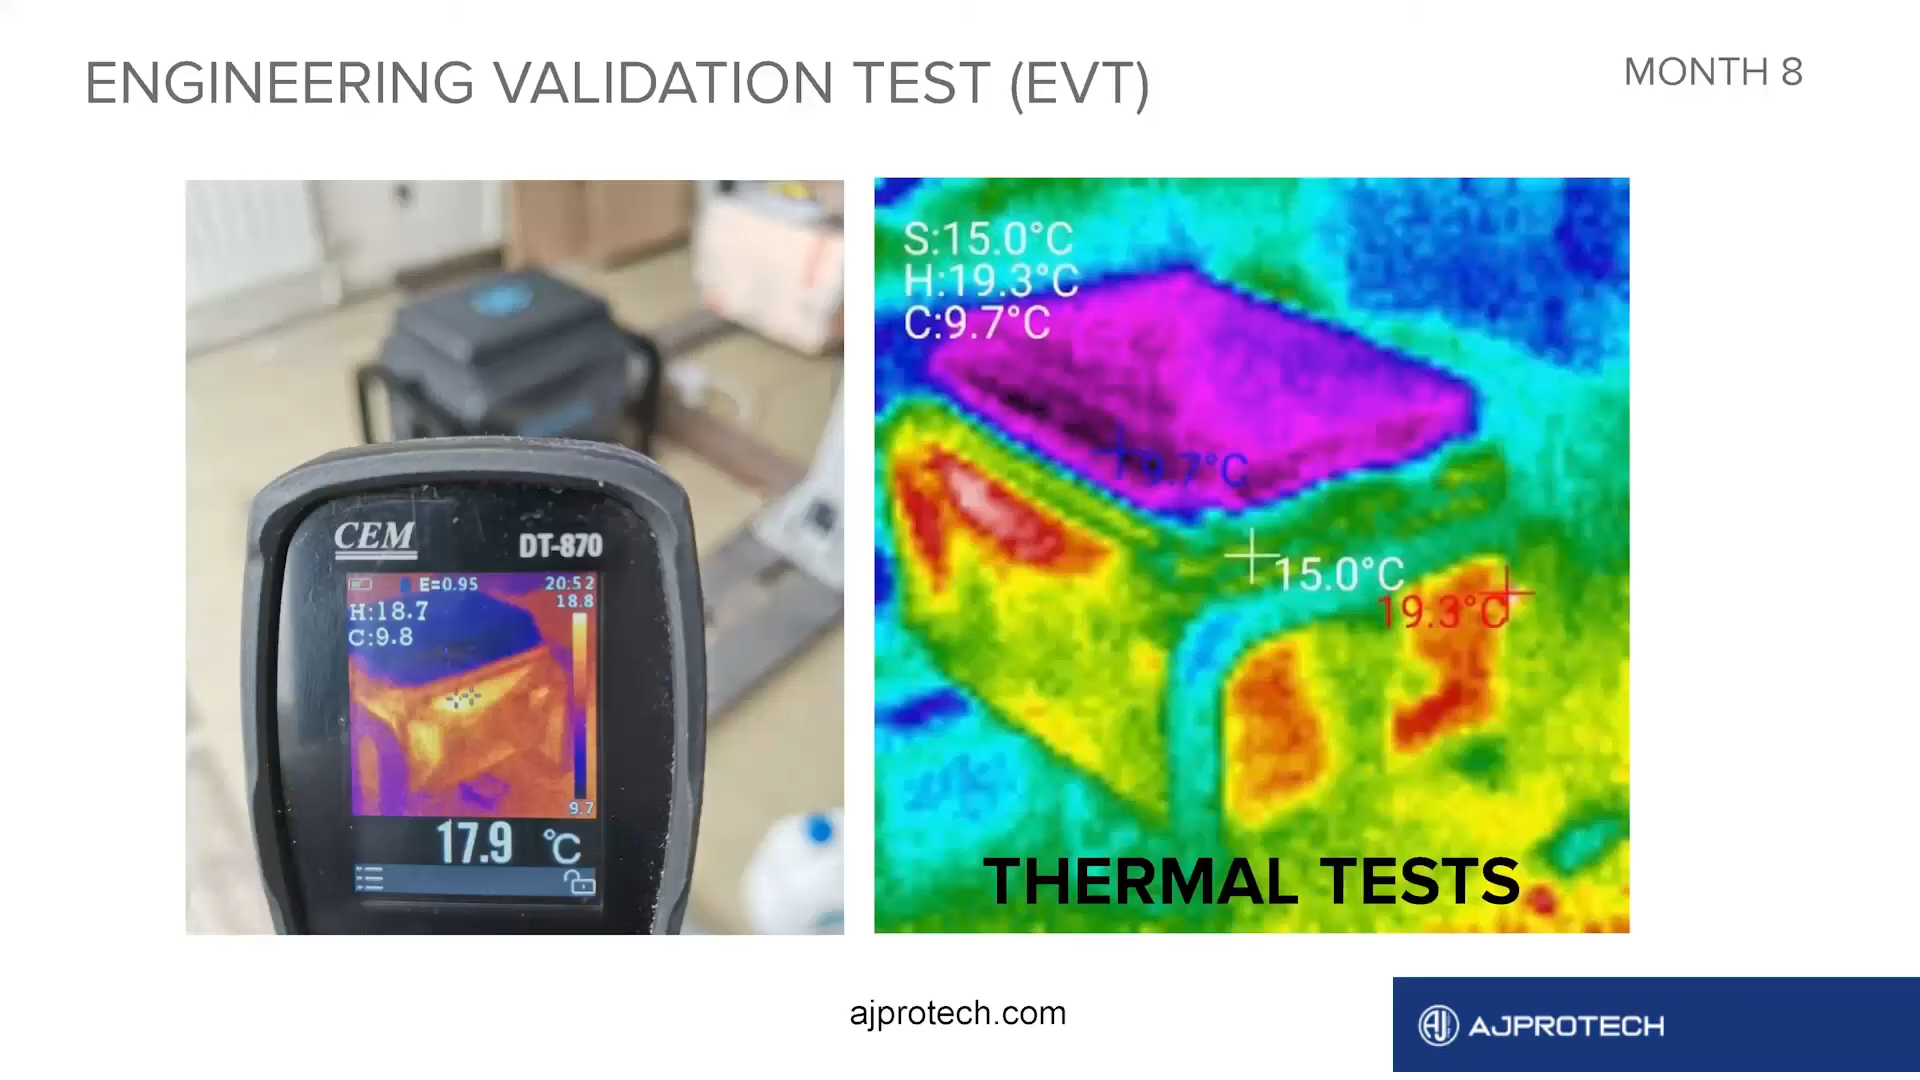 ENGINEERING VALIDATION TEST (EVT)
MONTH 8
CEM
DT-870
E=0.95
20:52
18.8
H:18.7
C:9.8
9.7
17.9 °C
S:15.0°C
H:19.3°C
C:9.7°C
9.7°C
15.0°C
19.3°C
THERMAL TESTS
ajprotech.com
AJPROTECH